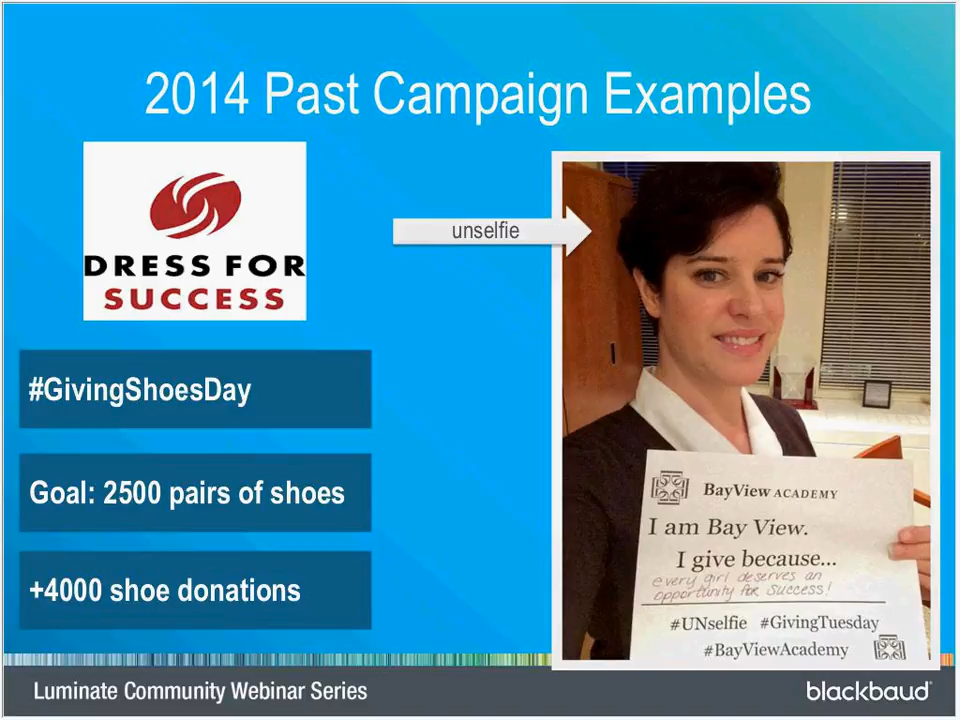 2014 Past Campaign Examples
DRESS FOR
SUCCESS
unselfie
#GivingShoesDay
Goal: 2500 pairs of shoes
+4000 shoe donations
BayView ACADEMY
I am Bay View.
I give because...
every girl deserves an
opportunity for success!
#UNselfie #GivingTuesday
#BayViewAcademy
Luminate Community Webinar Series
blackbaud®